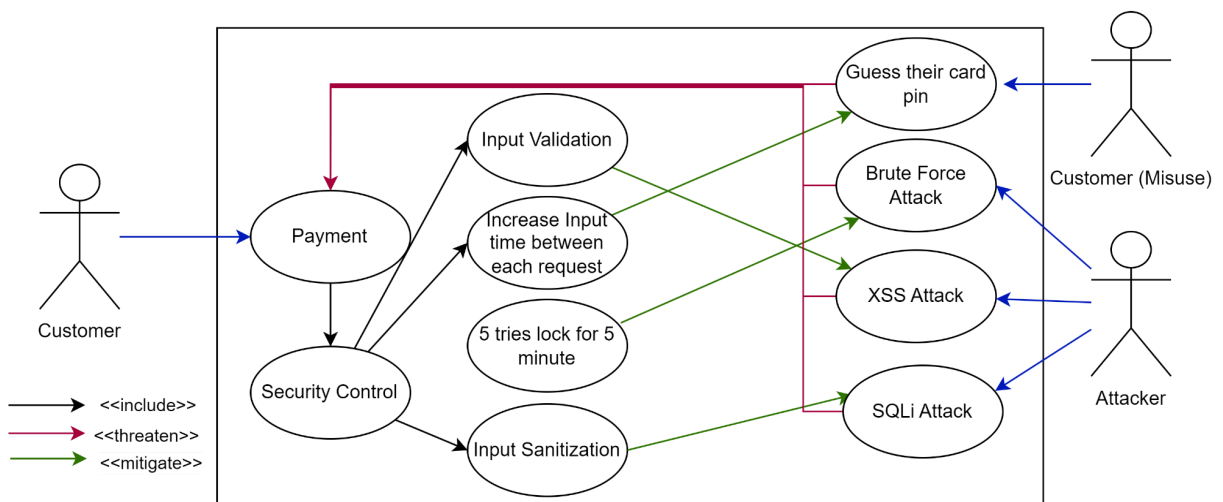 Guess their card
pin
Customer (Misuse)
Input Validation
Brute Force
Attack
Payment
Increase Input
time between
each request
XSS Attack
Customer
5 tries lock for 5
minute
Security Control
SQLi Attack
Attacker
Input Sanitization
<<include>>
<<threaten>>
<<mitigate>>